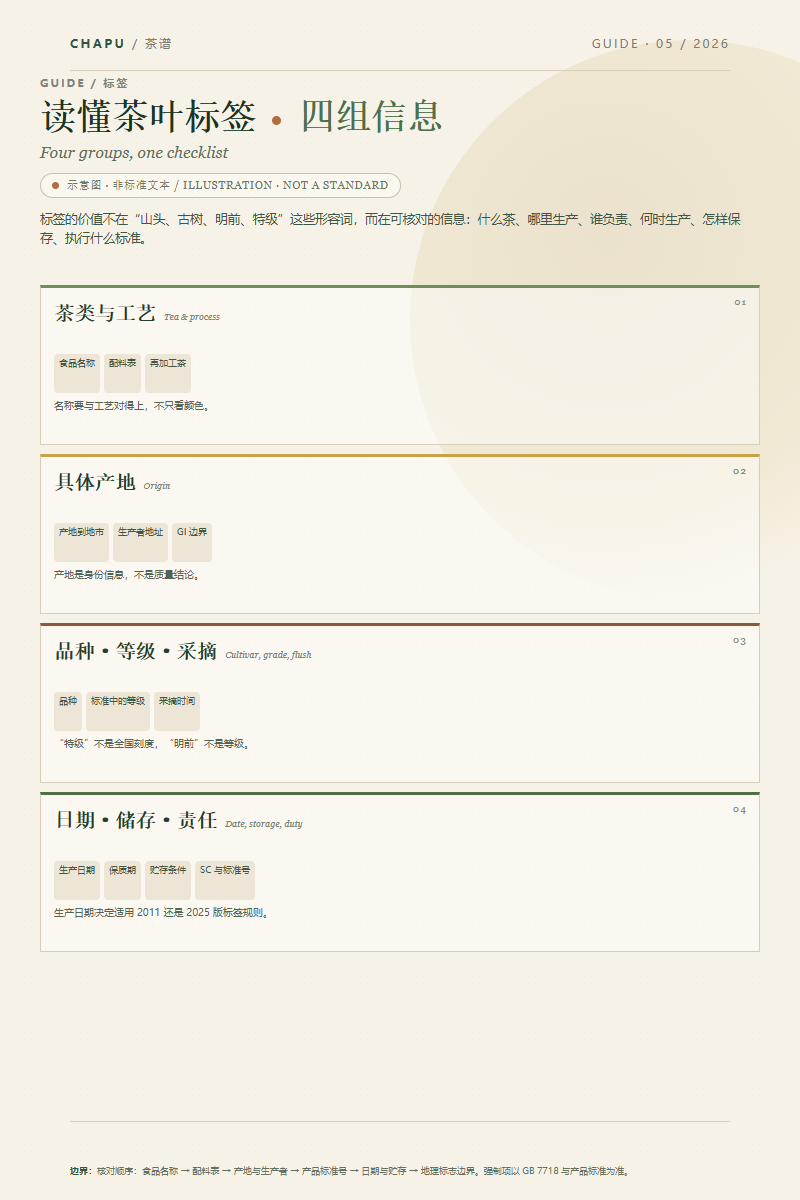 CHAPU / 茶谱
GUIDE · 05 / 2026
GUIDE / 标签
读懂茶叶标签 • 四组信息
Four groups, one checklist
示意图 · 非标准文本 / ILLUSTRATION · NOT A STANDARD
标签的价值不在“山头、古树、明前、特级”这些形容词，而在可核对的信息：什么茶、哪里生产、谁负责、何时生产、怎样保
存、执行什么标准。
茶类与工艺 Tea & process
01
食品名称 配料表 再加工茶
名称要与工艺对得上，不只看颜色。
具体产地 Origin
02
产地到地市 生产者地址 GI 边界
产地是身份信息，不是质量结论。
品种 · 等级 · 采摘 Cultivar, grade, flush
03
品种 标准中的等级 采摘时间
“特级”不是全国刻度，“明前”不是等级。
日期 · 储存 · 责任 Date, storage, duty
04
生产日期 保质期 贮存条件 SC 与标准号
生产日期决定适用 2011 还是 2025 版标签规则。
边界：核对顺序：食品名称 → 配料表 → 产地与生产者 → 产品标准号 → 日期与贮存 → 地理标志边界。强制项以 GB 7718 与产品标准为准。